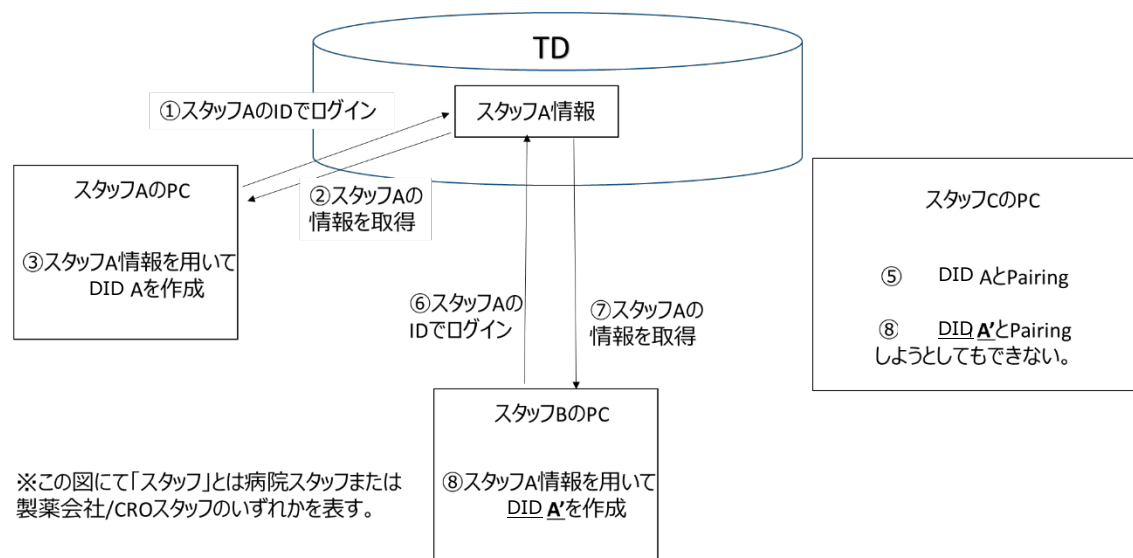 TD
①スタッフAのIDでログイン
スタッフA情報
スタッフAのPC
②スタッフAの
情報を取得
③スタッフA情報を用いて
DID Aを作成
スタッフCのPC
⑤ DID AとPairing
⑧ DID A’とPairing
しようとしてもできない。
⑥スタッフAの
IDでログイン
⑦スタッフAの
情報を取得
スタッフBのPC
⑧スタッフA情報を用いて
DID A’を作成
※この図にて「スタッフ」とは病院スタッフまたは
製薬会社/CROスタッフのいずれかを表す。